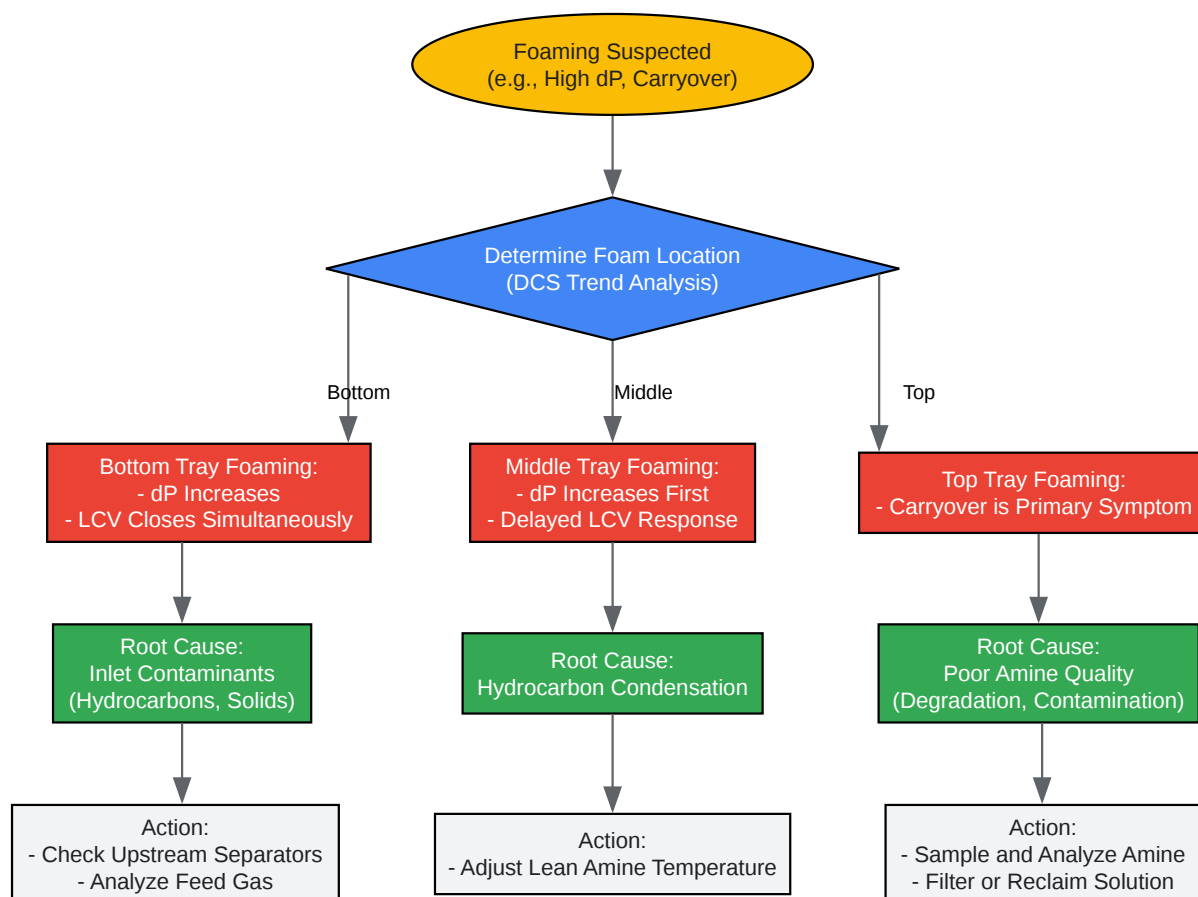 Foaming Suspected
(e.g., High dP, Carryover)
Determine Foam Location
(DCS Trend Analysis)
Bottom
Middle
Top
Bottom Tray Foaming:
- dP Increases
- LCV Closes Simultaneously
Middle Tray Foaming:
- dP Increases First
- Delayed LCV Response
Top Tray Foaming:
- Carryover is Primary Symptom
Root Cause:
Inlet Contaminants
(Hydrocarbons, Solids)
Root Cause:
Hydrocarbon Condensation
Root Cause:
Poor Amine Quality
(Degradation, Contamination)
Action:
- Check Upstream Separators
- Analyze Feed Gas
Action:
- Adjust Lean Amine Temperature
Action:
- Sample and Analyze Amine
- Filter or Reclaim Solution